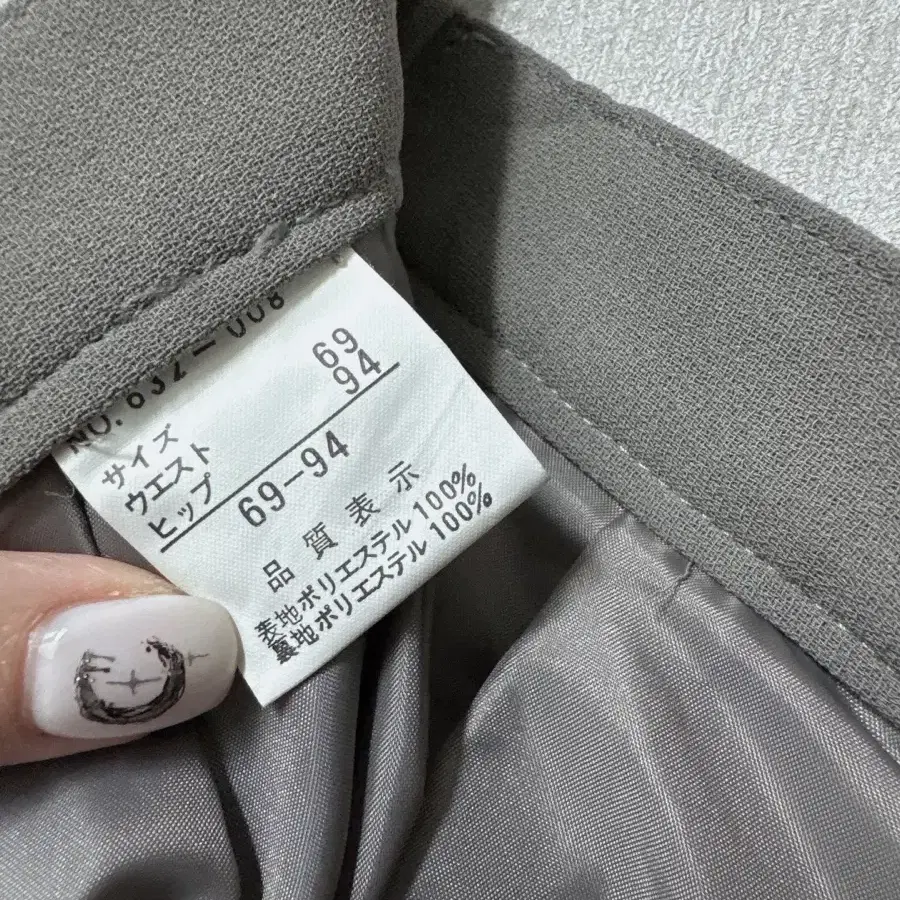 NO. 632-008
サイズ
ウエスト 69
ヒップ 94
69-94
品質表示
表地ポリエステル100%
裏地ポリエステル100%